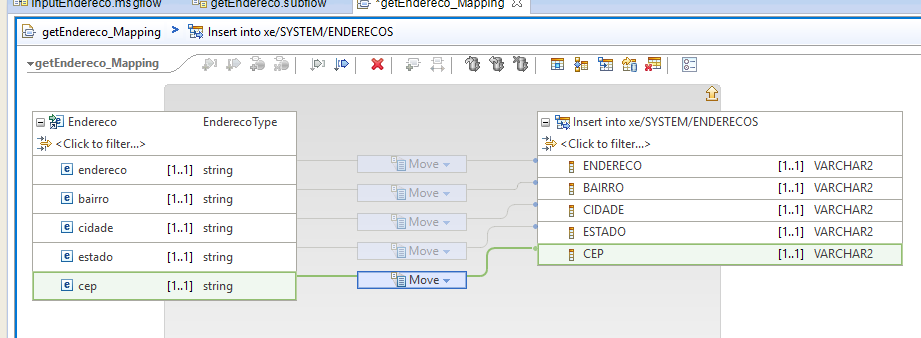 inputEndereco.msgflow getEndereco.subflow *getEndereco_Mapping
getEndereco_Mapping > Insert into xe/SYSTEM/ENDERECOS
getEndereco_Mapping
Endereco EnderecoType Insert into xe/SYSTEM/ENDERECOS
<Click to filter...> <Click to filter...>
endereco [1..1] string Move ENDERECO [1..1] VARCHAR2
bairro [1..1] string Move BAIRRO [1..1] VARCHAR2
cidade [1..1] string Move CIDADE [1..1] VARCHAR2
estado [1..1] string Move ESTADO [1..1] VARCHAR2
cep [1..1] string Move CEP [1..1] VARCHAR2